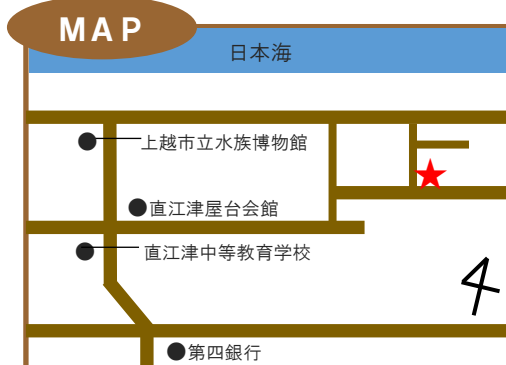 MAP
日本海
上越市立水族博物館
直江津屋台会館
直江津中等教育学校
第四銀行